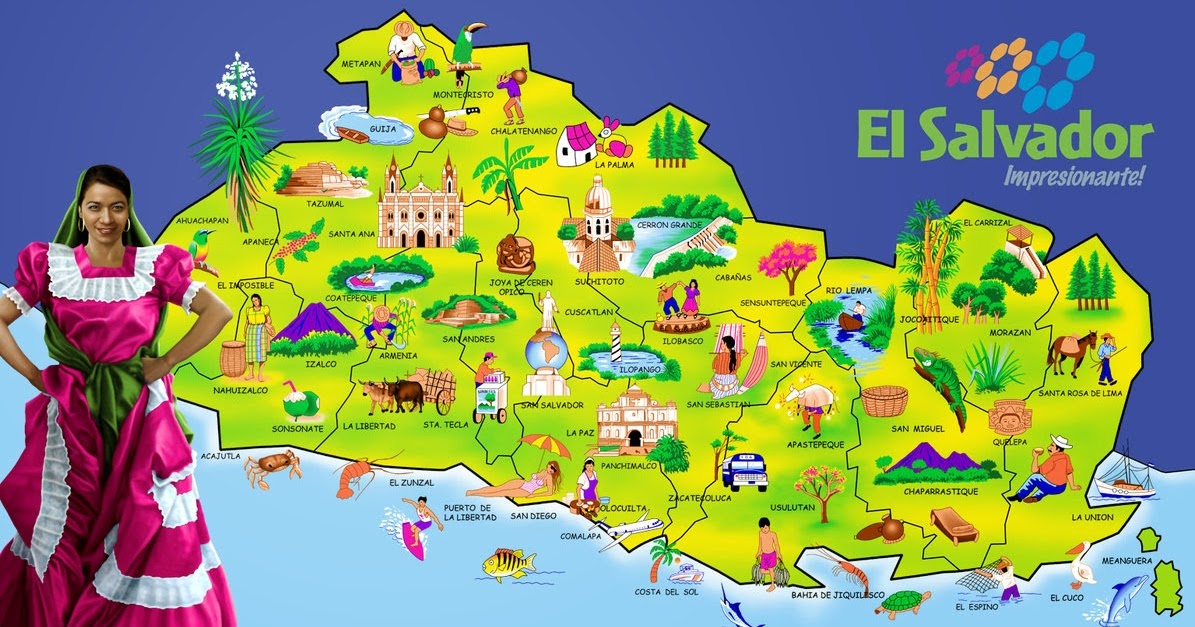 El Salvador
Impresionante!
METAPAN
MONTECRISTO
GUIJA
CHALATENANGO
LA PALMA
TAZUMAL
AHUACHAPAN
APANECA
SANTA ANA
CERRON GRANDE
EL CARRIZAL
EL IMPOSIBLE
COATEPEQUE
JOYA DE CEREN
OPICO
SUCHITOTO
CABAÑAS
SENSUNTEPEQUE
RIO LEMPA
CUSCATLAN
JOCOAITIQUE
MORAZAN
IZALCO
ARMENIA
SAN ANDRES
ILOBASCO
ILOPANGO
SAN VICENTE
NAHUIZALCO
SANTA ROSA DE LIMA
SONSONATE
LA LIBERTAD
STA. TECLA
SAN SALVADOR
SAN SEBASTIAN
SAN MIGUEL
LA PAZ
APASTEPEQUE
QUELEPA
ACAJUTLA
PANCHIMALCO
EL ZUNZAL
CHAPARRASTIQUE
ZACATECOLUCA
USULUTAN
PUERTO DE
LA LIBERTAD
SAN DIEGO
OLOCUILTA
LA UNION
COMALAPA
MEANGUERA
COSTA DEL SOL
BAHIA DE JIQUILISCO
EL ESPINO
EL CUCO